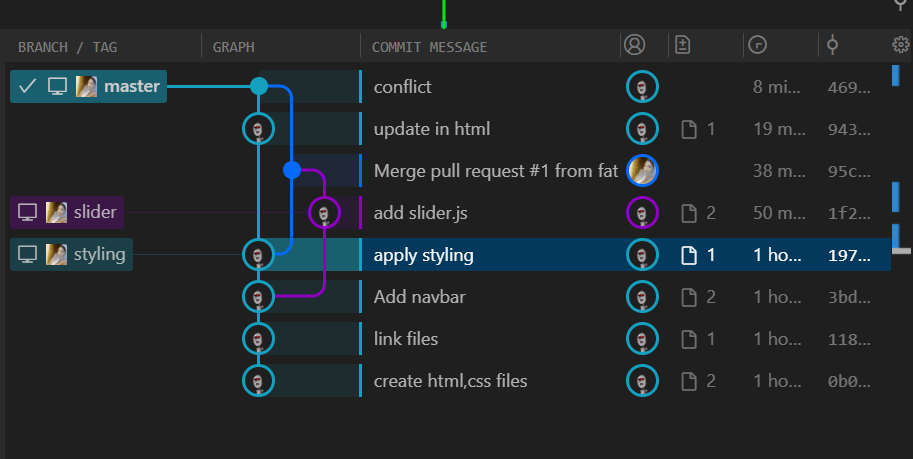 BRANCH / TAG GRAPH COMMIT MESSAGE
master conflict 8 mi... 469...
update in html 1 19 m... 943...
Merge pull request #1 from fat 38 m... 95c...
slider add slider.js 2 50 m... 1f2...
styling apply styling 1 1 ho... 197...
Add navbar 2 1 ho... 3bd...
link files 1 1 ho... 118...
create html,css files 2 1 ho... 0b0...